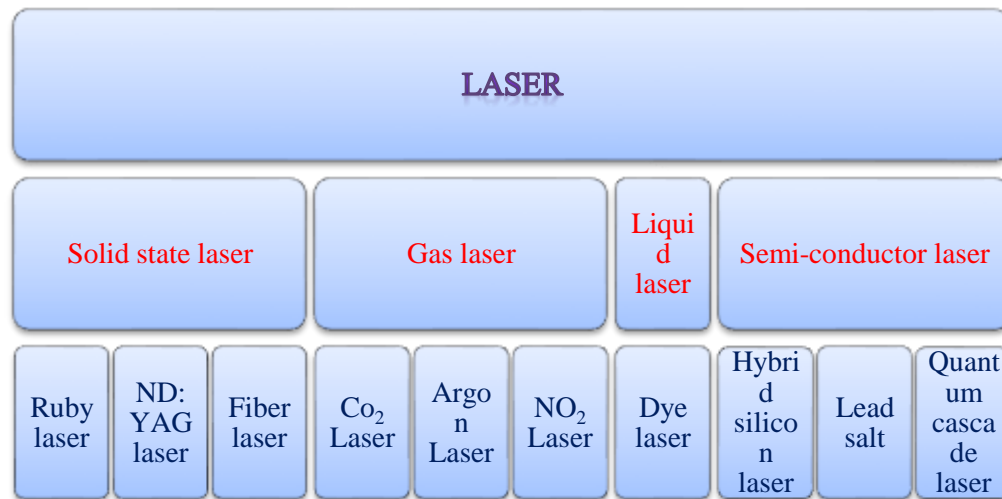 LASER
Solid state laser
Gas laser
Liqui
d
laser
Semi-conductor laser
Ruby
laser
ND:
YAG
laser
Fiber
laser
Co₂
Laser
Argo
n
Laser
NO₂
Laser
Dye
laser
Hybri
d
silico
n
laser
Lead
salt
Quant
um
casca
de
laser